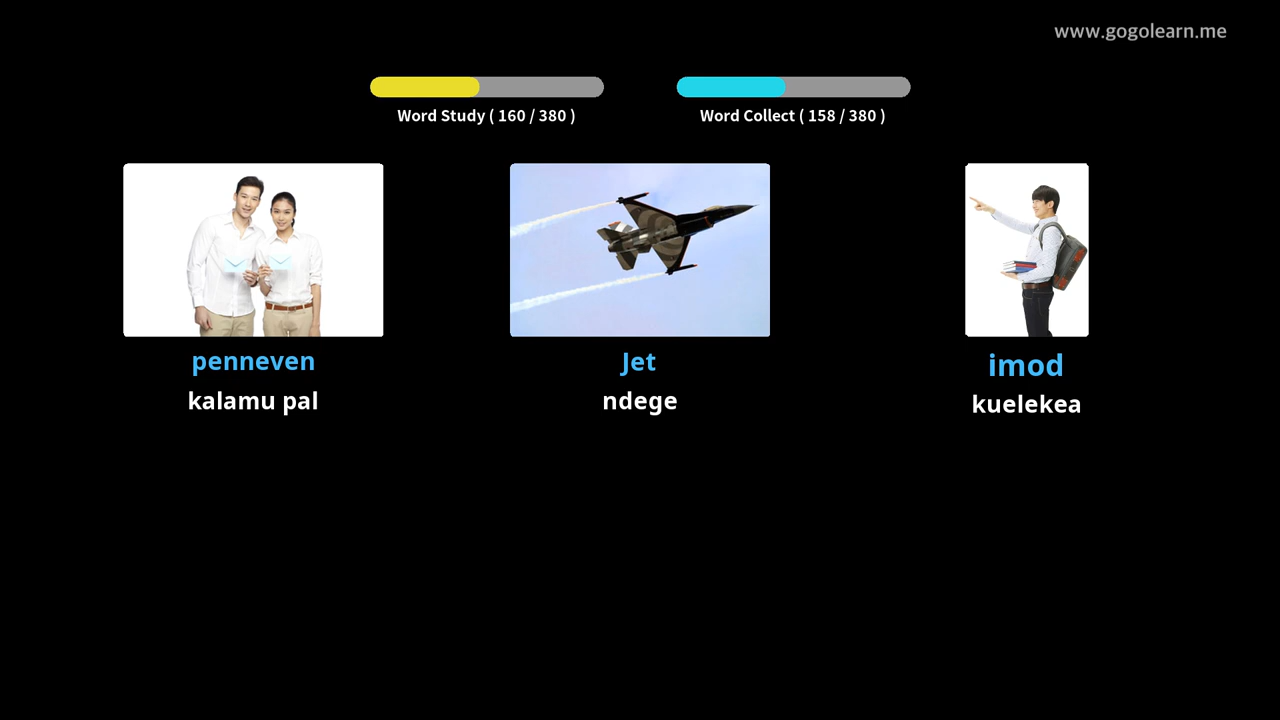 www.gogolearn.me
Word Study ( 160 / 380 )
Word Collect ( 158 / 380 )
penneven
kalamu pal
Jet
ndege
imod
kuelekea